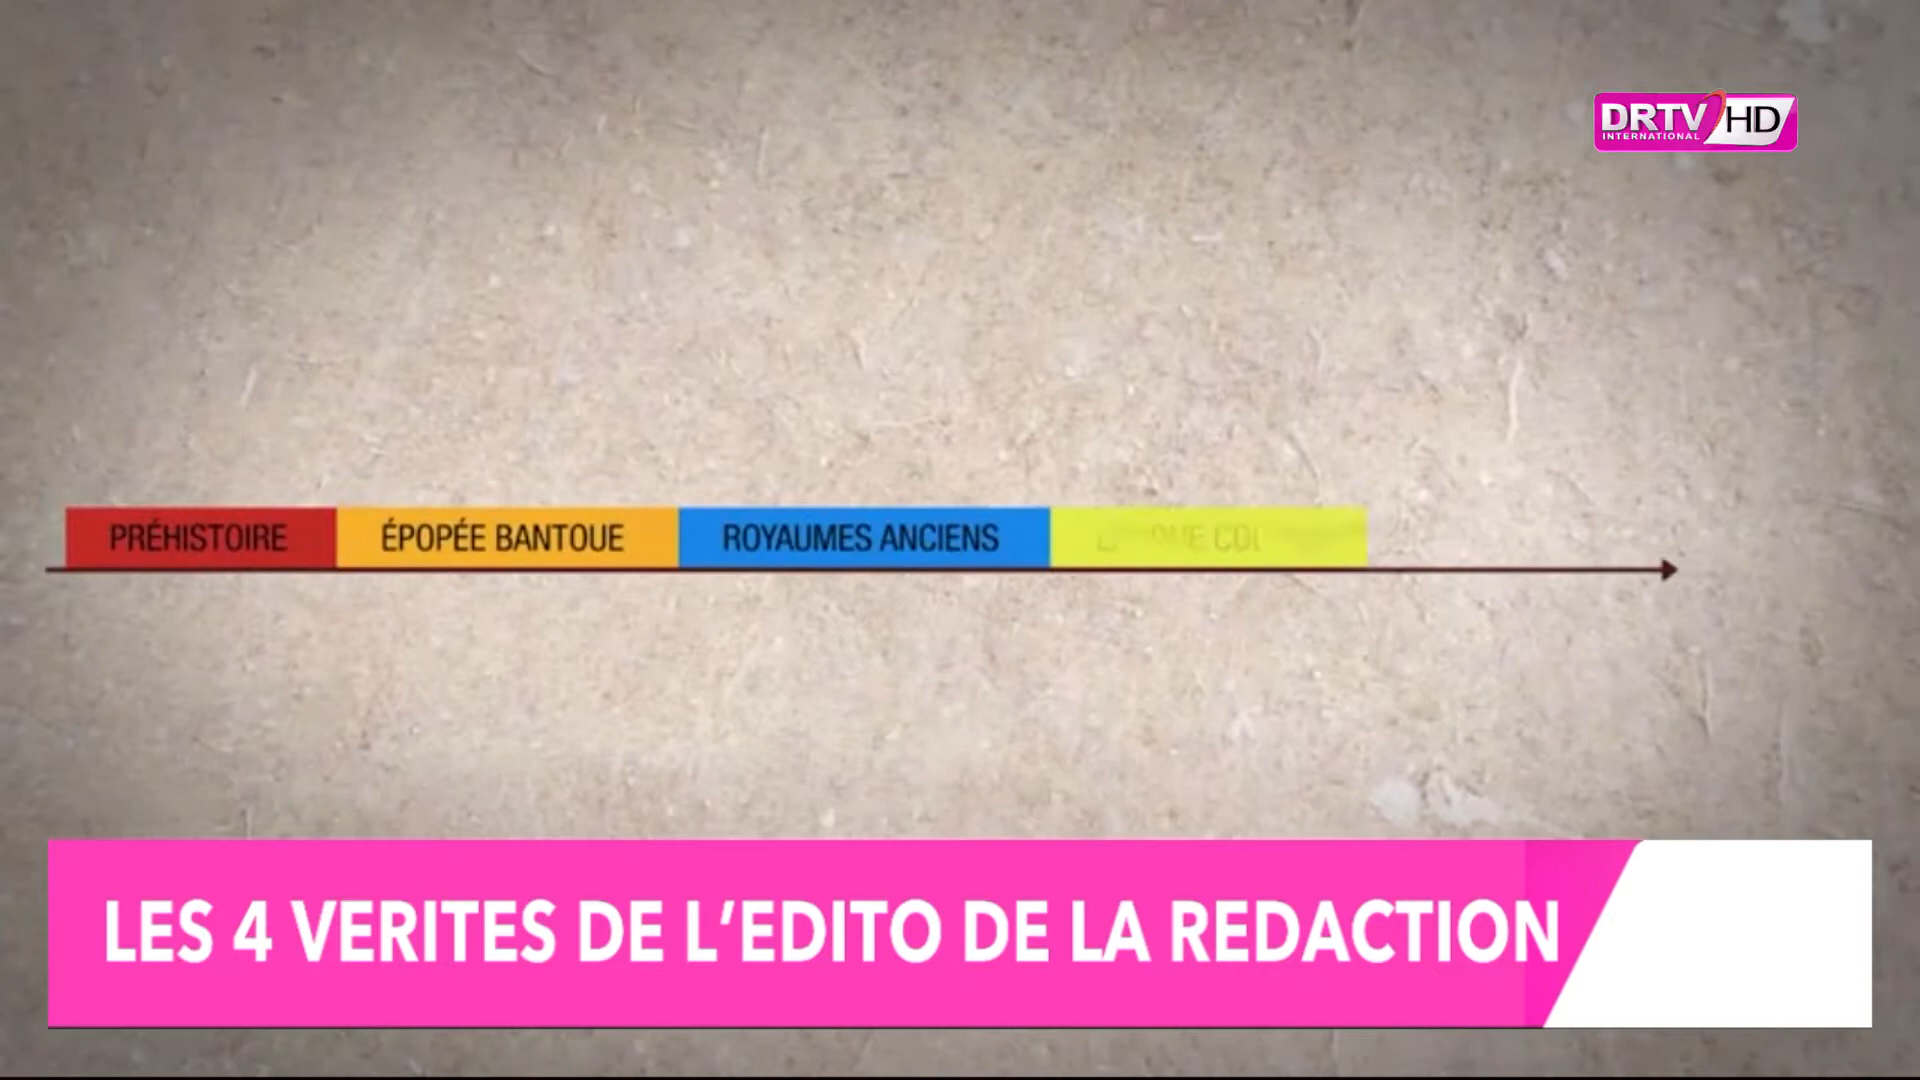 DRTV HD
INTERNATIONAL
PRÉHISTOIRE ÉPOPÉE BANTOUE ROYAUMES ANCIENS
LES 4 VERITES DE L’EDITO DE LA REDACTION